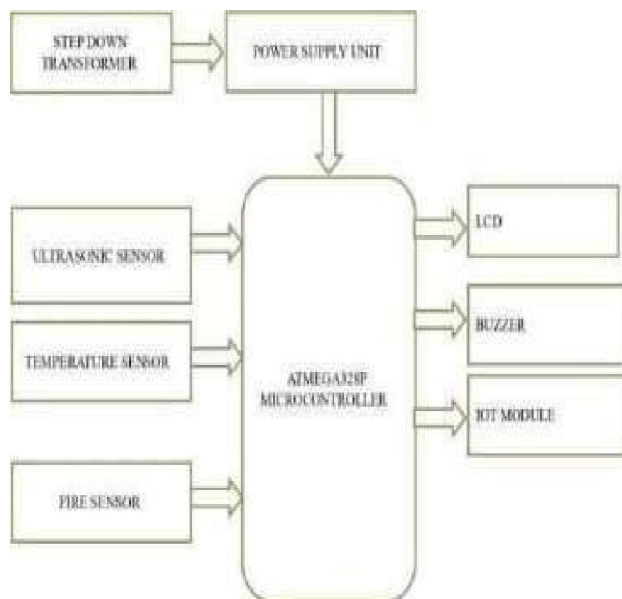 STEP DOWN
TRANSFORMER
POWER SUPPLY UNIT
ULTRASONIC SENSOR
TEMPERATURE SENSOR
FIRE SENSOR
ATMEGA328P
MICROCONTROLLER
LCD
BUZZER
IOT MODULE